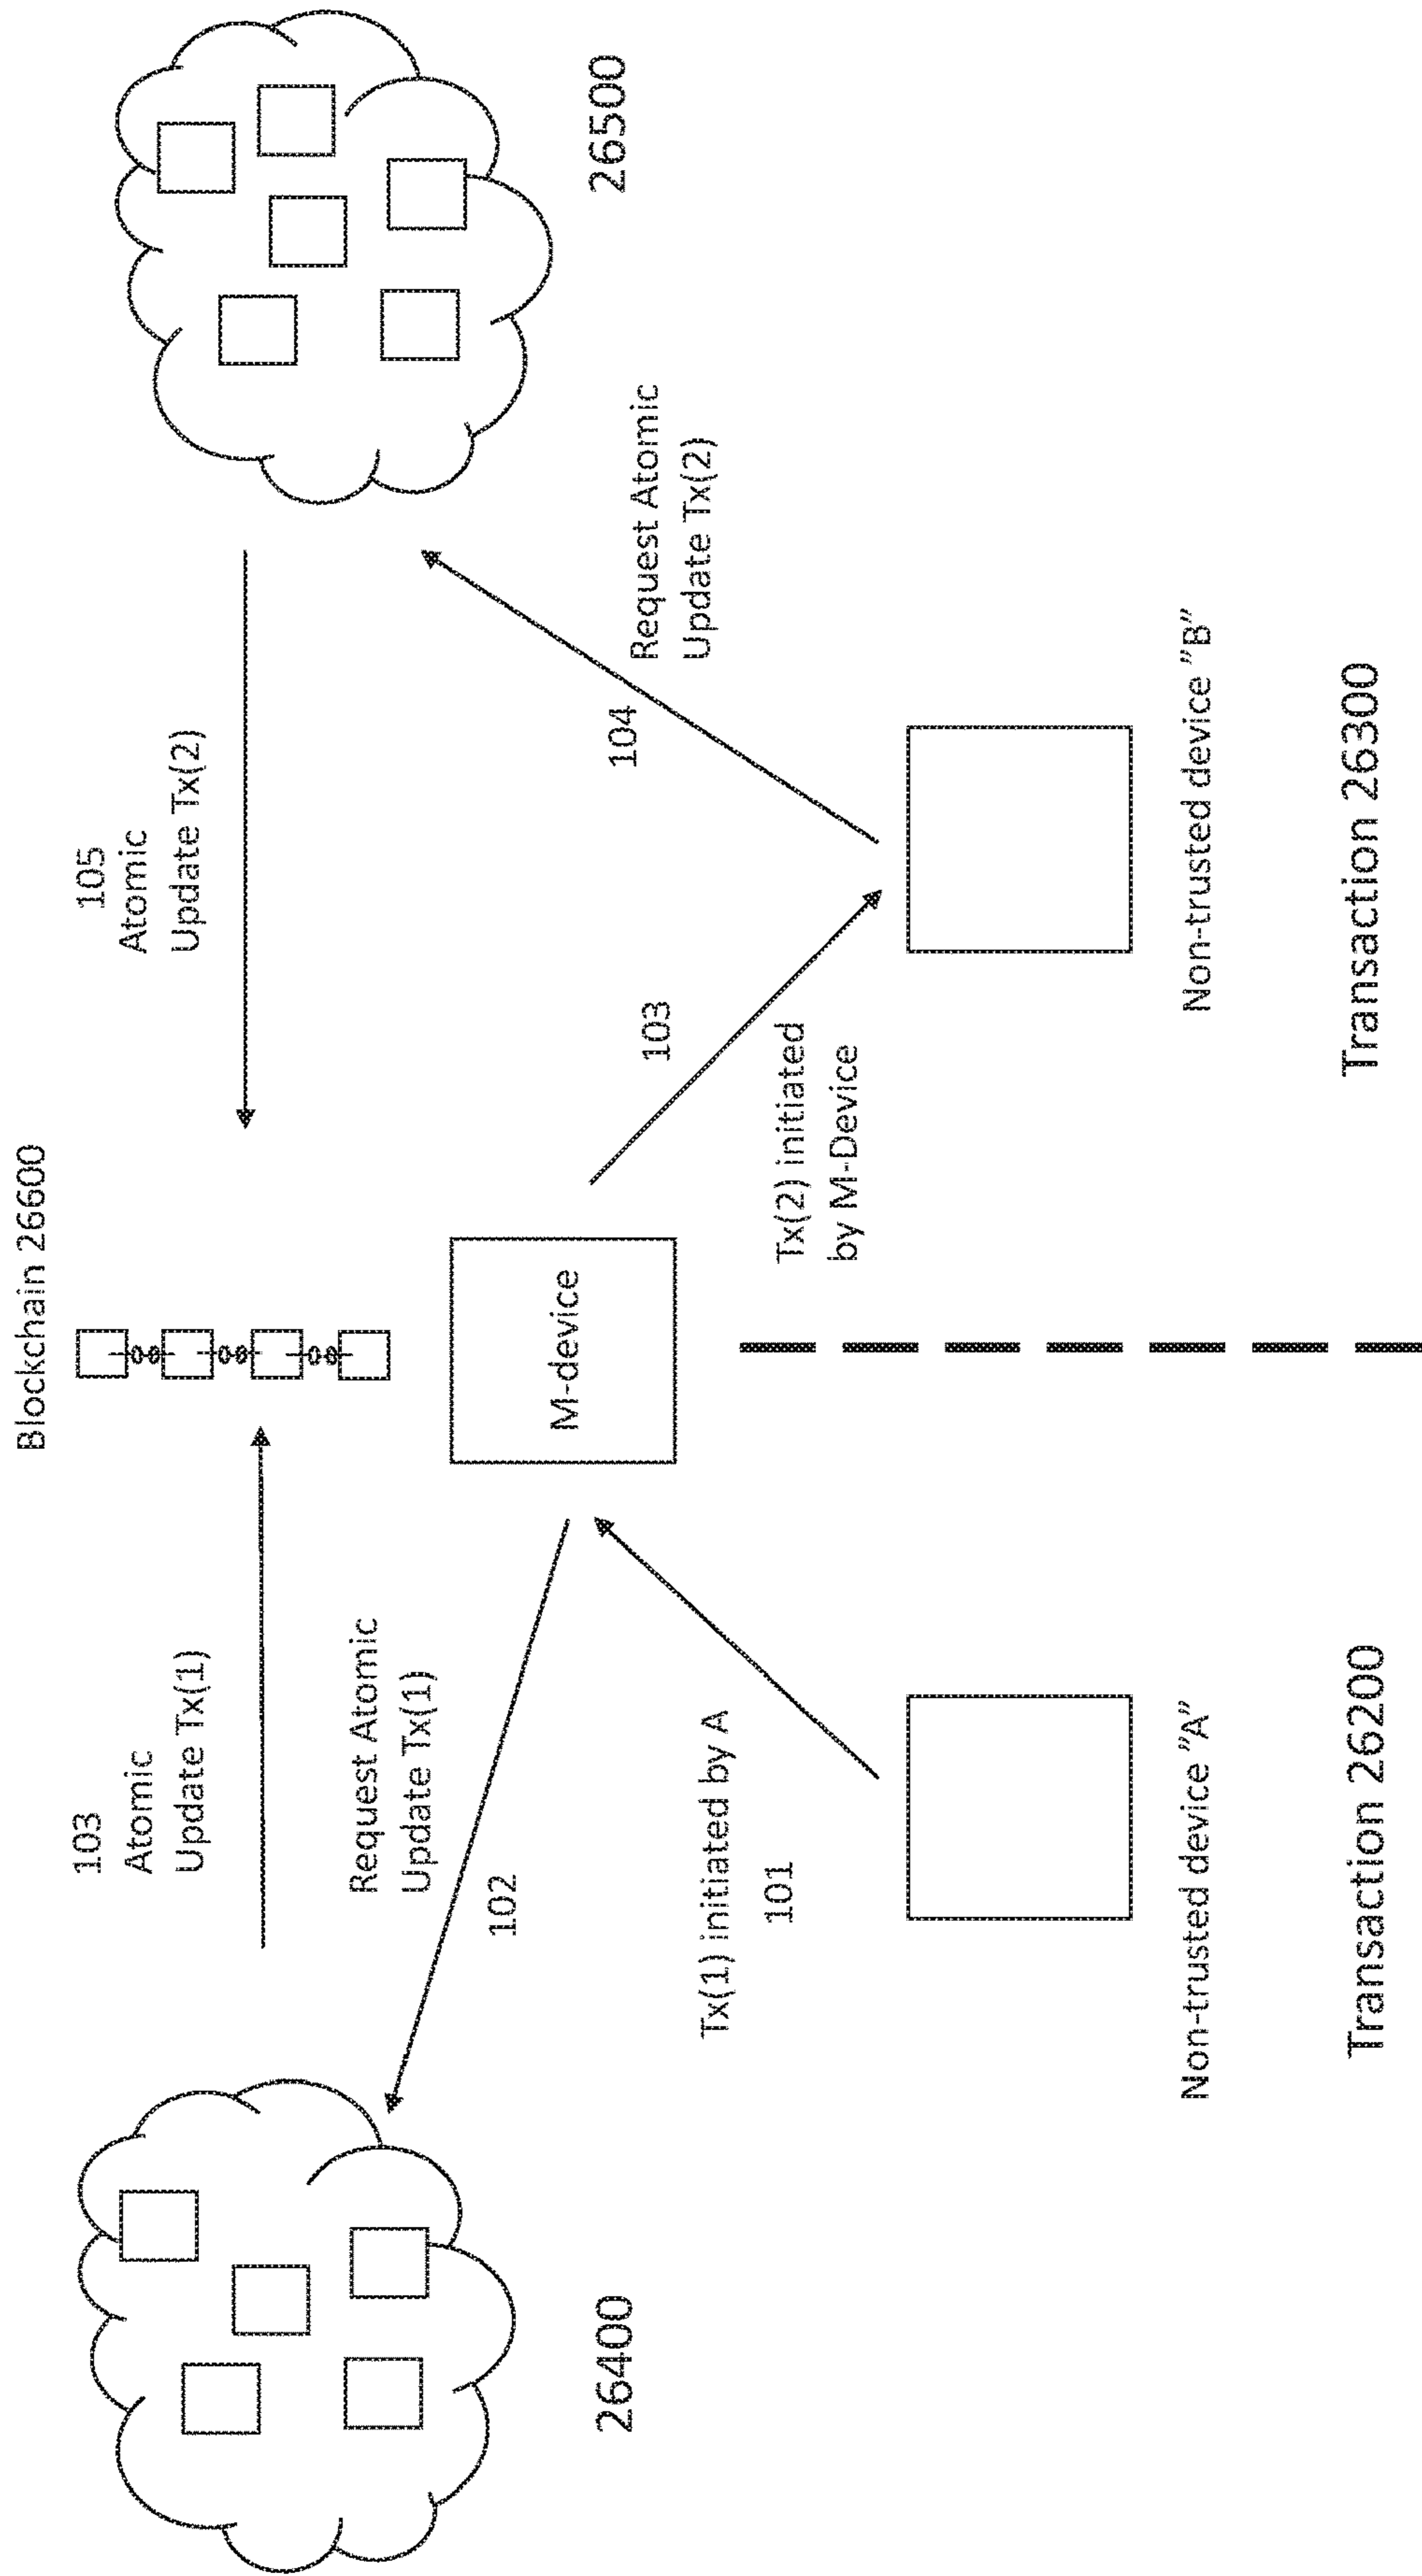 Blockchain 26600
103
Atomic
Update Tx(1)
105
Atomic
Update Tx(2)
Request Atomic
Update Tx(1)
102
M-device
26400
26500
Tx(1) initiated by A
101
103
Tx(2) initiated
by M-Device
104
Request Atomic
Update Tx(2)
Non-trusted device "A"
Non-trusted device "B"
Transaction 26200
Transaction 26300